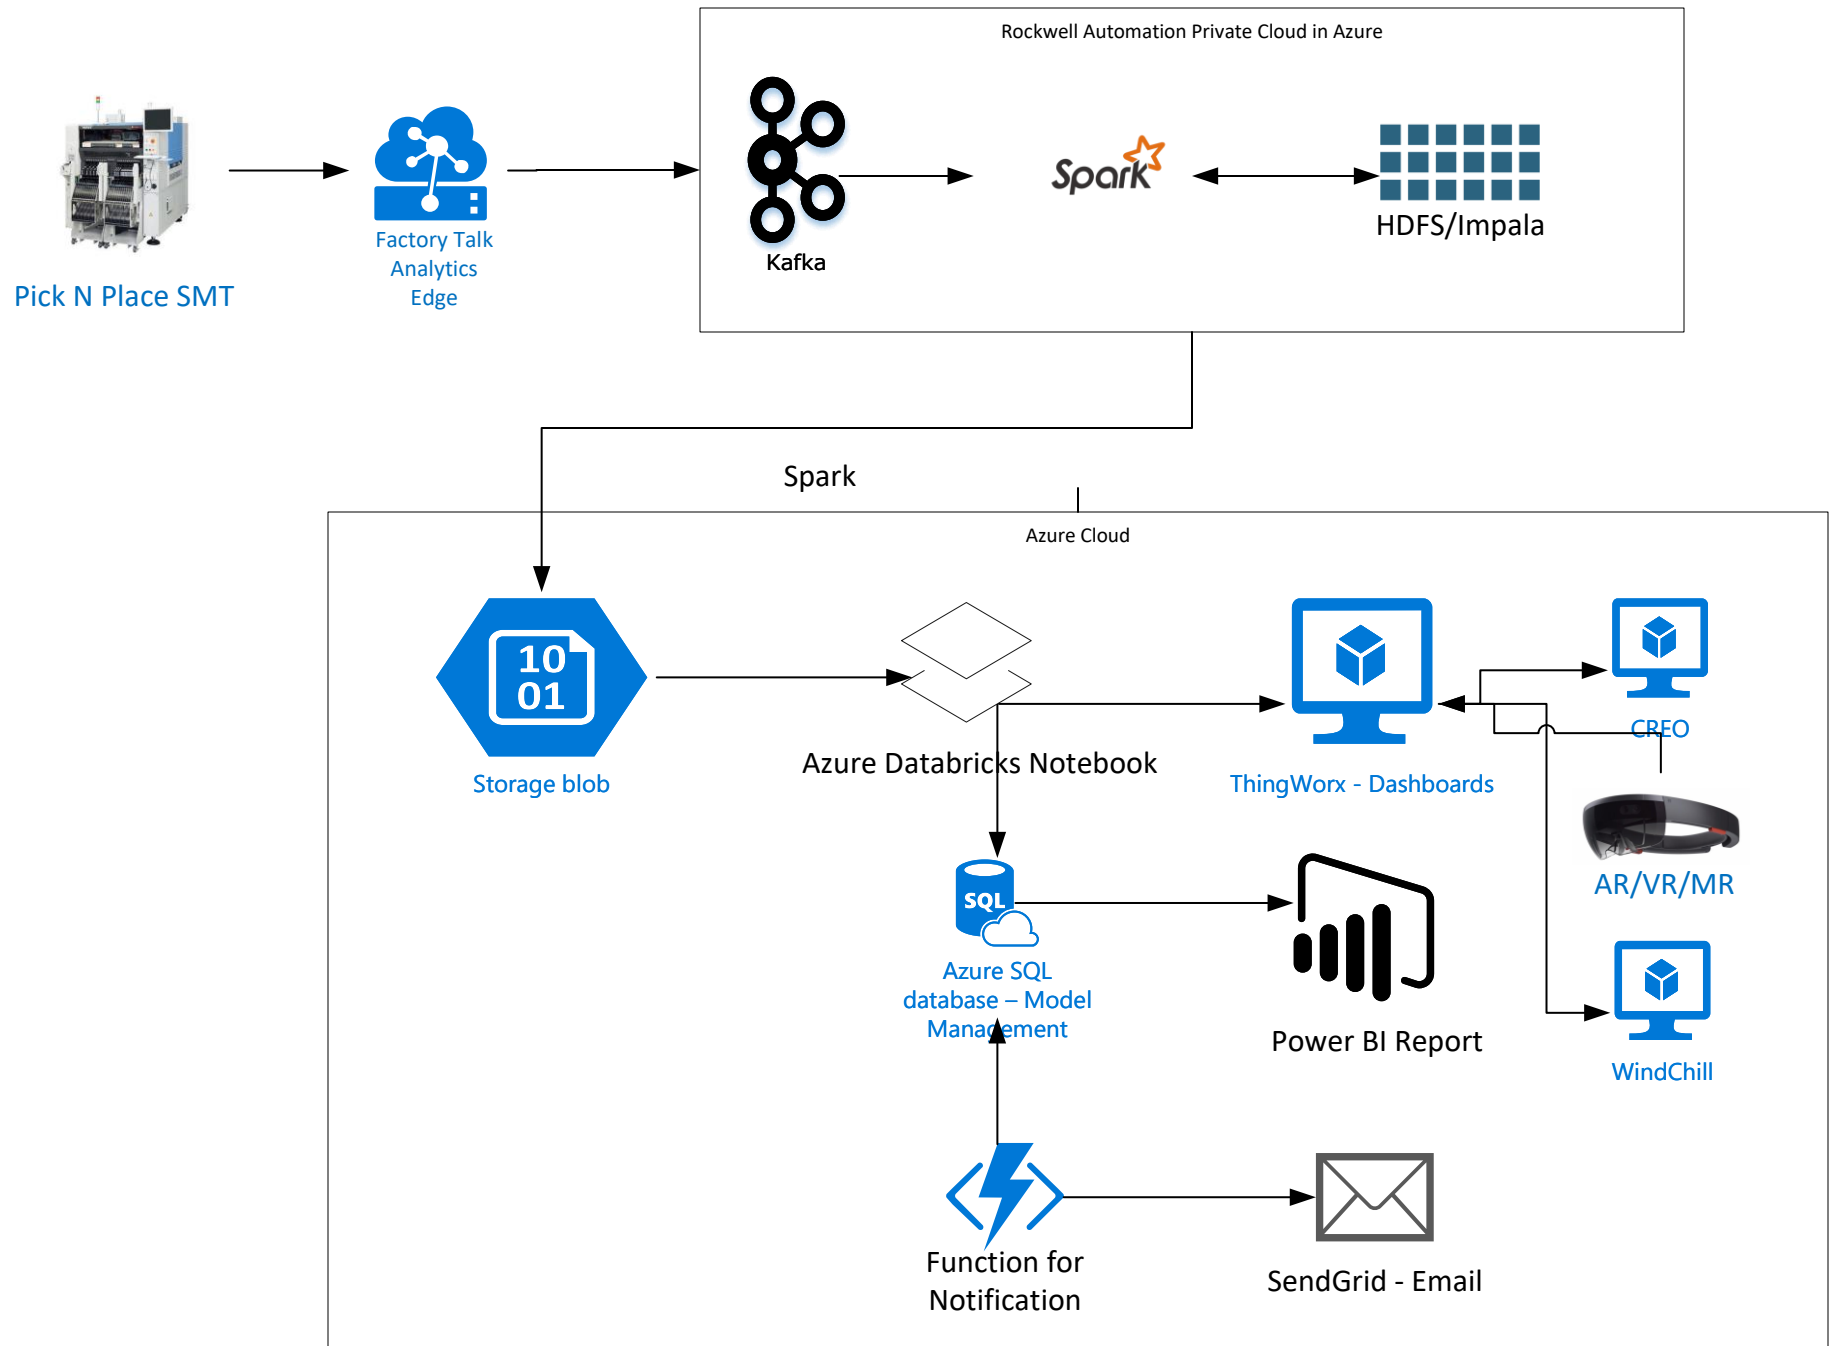 Rockwell Automation Private Cloud in Azure
Pick N Place SMT
Factory Talk
Analytics
Edge
Kafka
Spark
HDFS/Impala
Spark
Azure Cloud
10
01
Storage blob
Azure Databricks Notebook
ThingWorx - Dashboards
CREO
AR/VR/MR
SQL
Azure SQL
database – Model
Management
Power BI Report
WindChill
Function for
Notification
SendGrid - Email